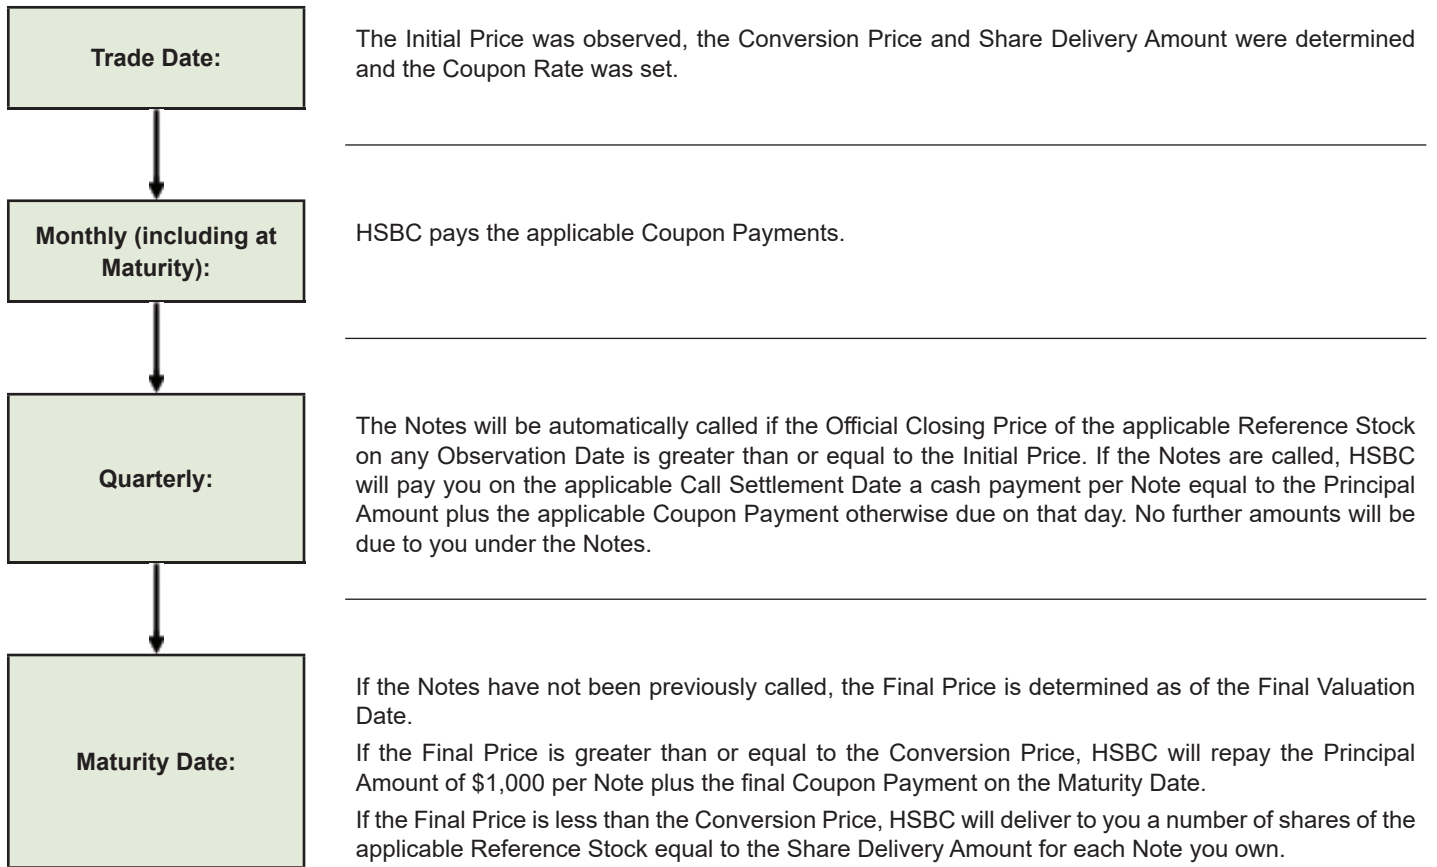 Trade Date:
The Initial Price was observed, the Conversion Price and Share Delivery Amount were determined
and the Coupon Rate was set.
Monthly (including at
Maturity):
HSBC pays the applicable Coupon Payments.
Quarterly:
The Notes will be automatically called if the Official Closing Price of the applicable Reference Stock
on any Observation Date is greater than or equal to the Initial Price. If the Notes are called, HSBC
will pay you on the applicable Call Settlement Date a cash payment per Note equal to the Principal
Amount plus the applicable Coupon Payment otherwise due on that day. No further amounts will be
due to you under the Notes.
Maturity Date:
If the Notes have not been previously called, the Final Price is determined as of the Final Valuation
Date.
If the Final Price is greater than or equal to the Conversion Price, HSBC will repay the Principal
Amount of $1,000 per Note plus the final Coupon Payment on the Maturity Date.
If the Final Price is less than the Conversion Price, HSBC will deliver to you a number of shares of the
applicable Reference Stock equal to the Share Delivery Amount for each Note you own.